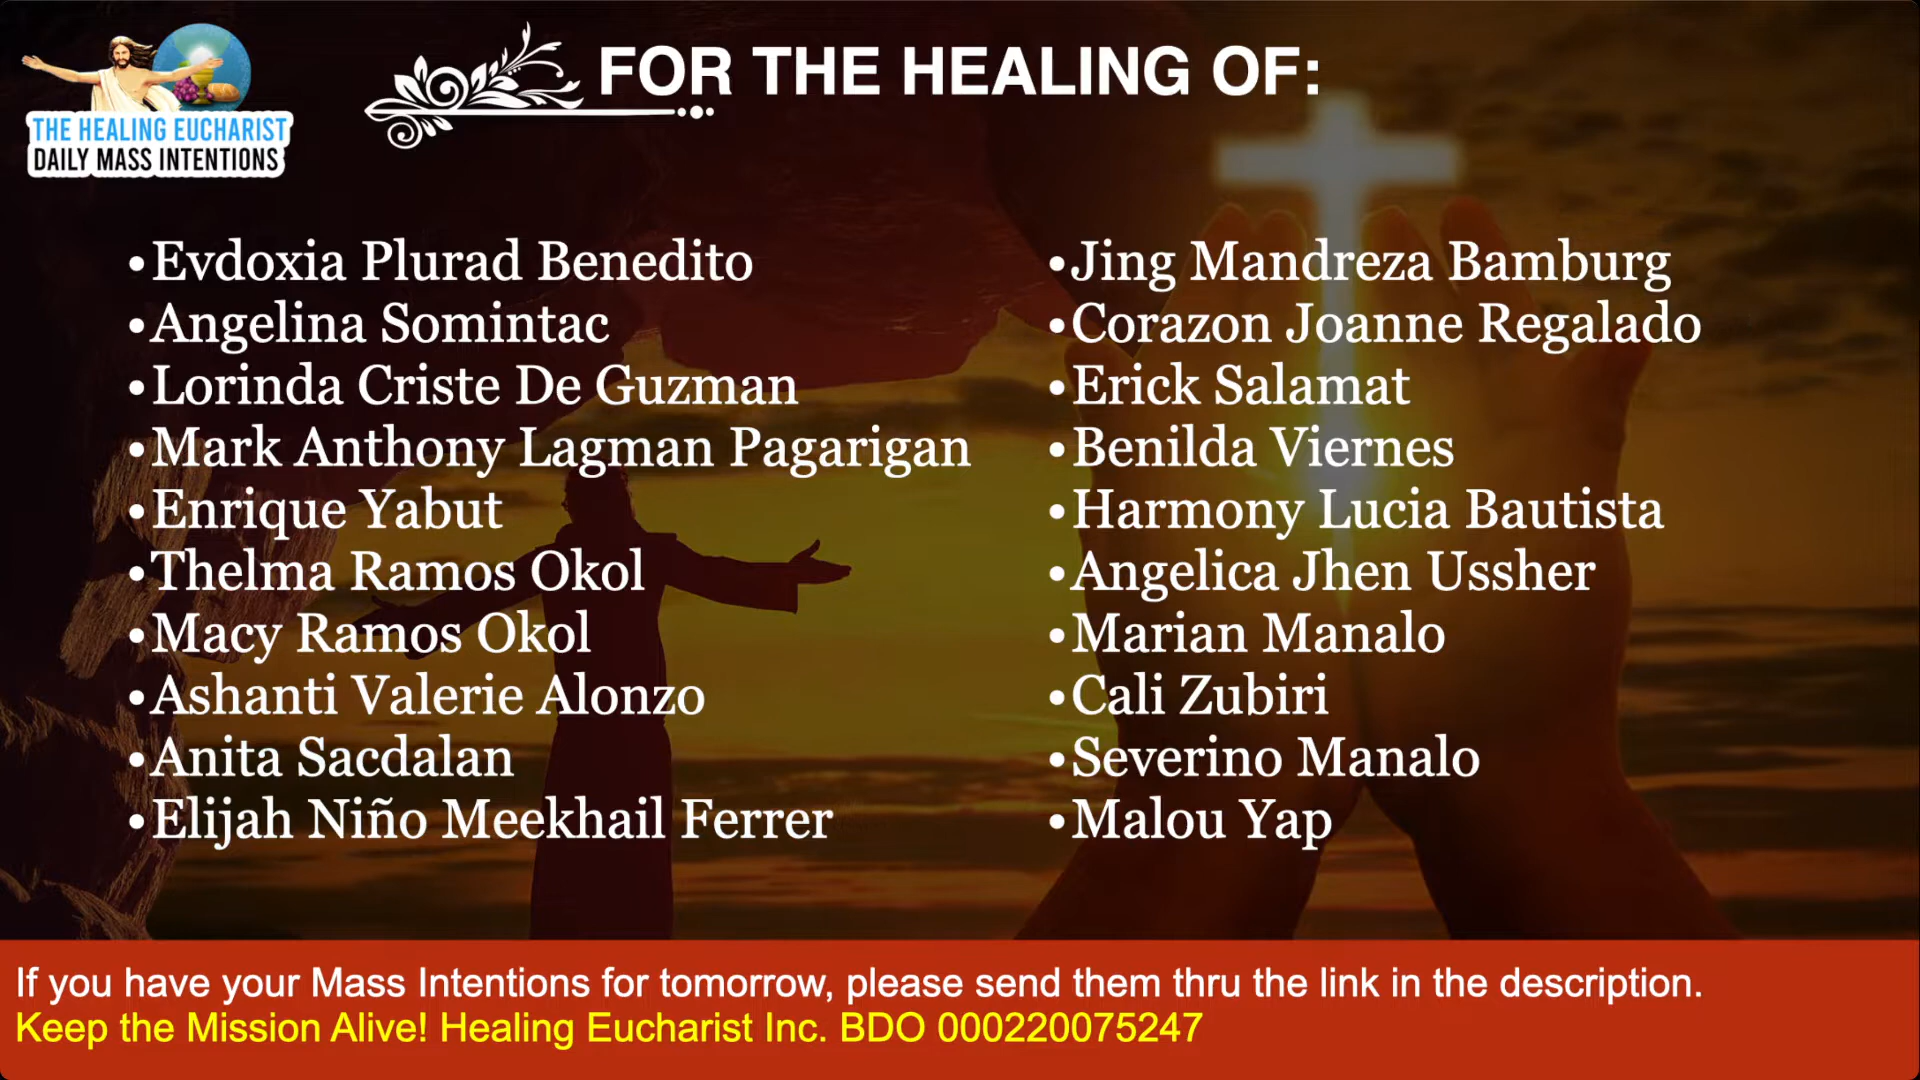 THE HEALING EUCHARIST
DAILY MASS INTENTIONS
FOR THE HEALING OF:
•Evdoxia Plurad Benedito
•Angelina Somintac
•Lorinda Criste De Guzman
•Mark Anthony Lagman Pagarigan
•Enrique Yabut
•Thelma Ramos Okol
•Macy Ramos Okol
•Ashanti Valerie Alonzo
•Anita Sacdalan
•Elijah Niño Meekhail Ferrer
•Jing Mandreza Bamburg
•Corazon Joanne Regalado
•Erick Salamat
•Benilda Viernes
•Harmony Lucia Bautista
•Angelica Jhen Ussher
•Marian Manalo
•Cali Zubiri
•Severino Manalo
•Malou Yap
If you have your Mass Intentions for tomorrow, please send them thru the link in the description.
Keep the Mission Alive! Healing Eucharist Inc. BDO 000220075247